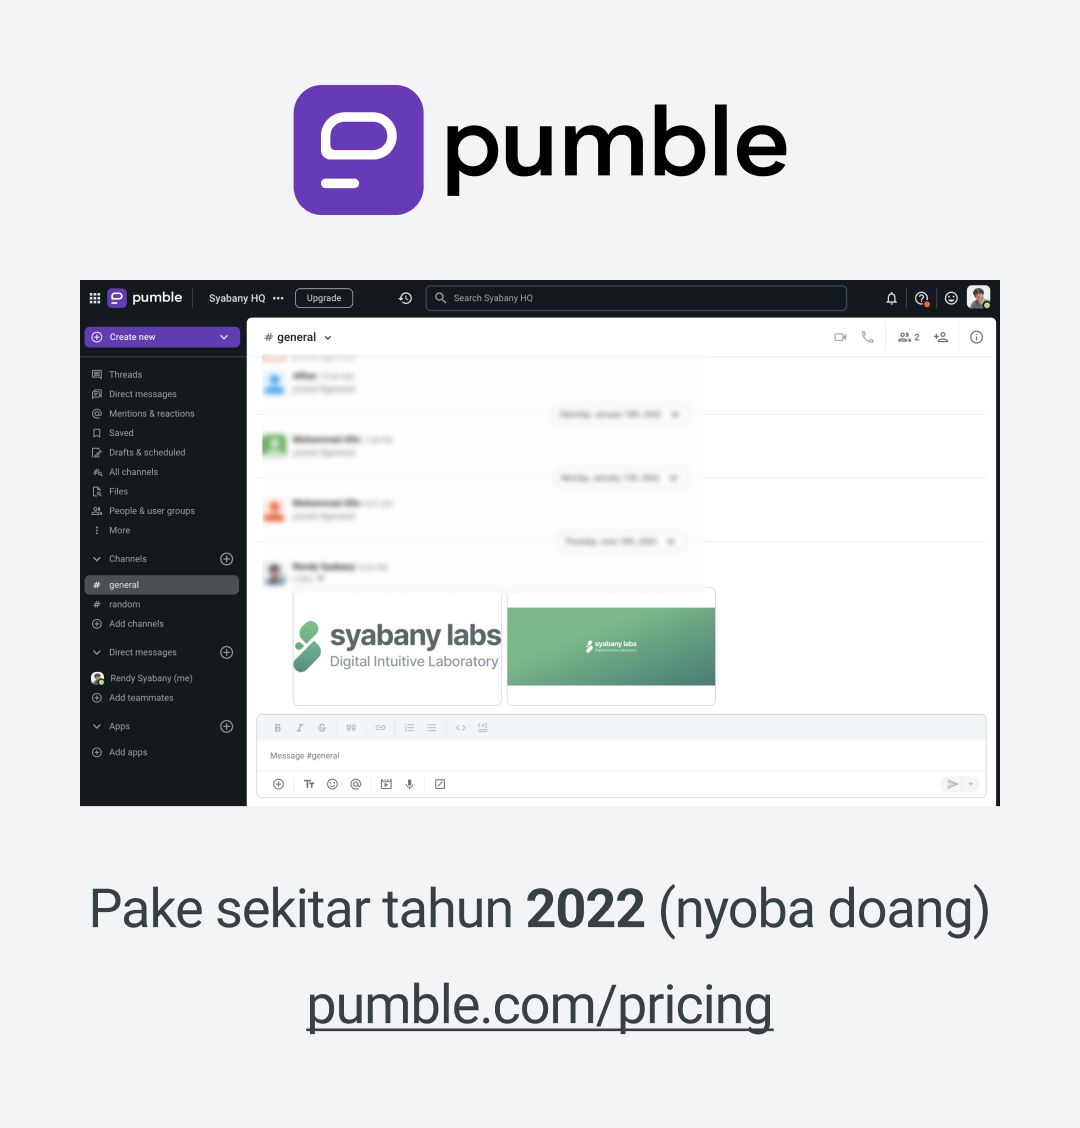 pumble
pumble
Syabany HQ
Upgrade
Search Syabany HQ
Create new
# general
2
Threads
Direct messages
Mentions & reactions
Saved
Drafts & scheduled
All channels
Files
People & user groups
More
Channels
# general
# random
Add channels
Direct messages
Rendy Syabany (me)
Add teammates
Apps
Add apps
Rendy Syabany
syabany labs
Digital Intuitive Laboratory
syabany labs
Digital Intuitive Laboratory
Message #general
Pake sekitar tahun 2022 (nyoba doang)
pumble.com/pricing